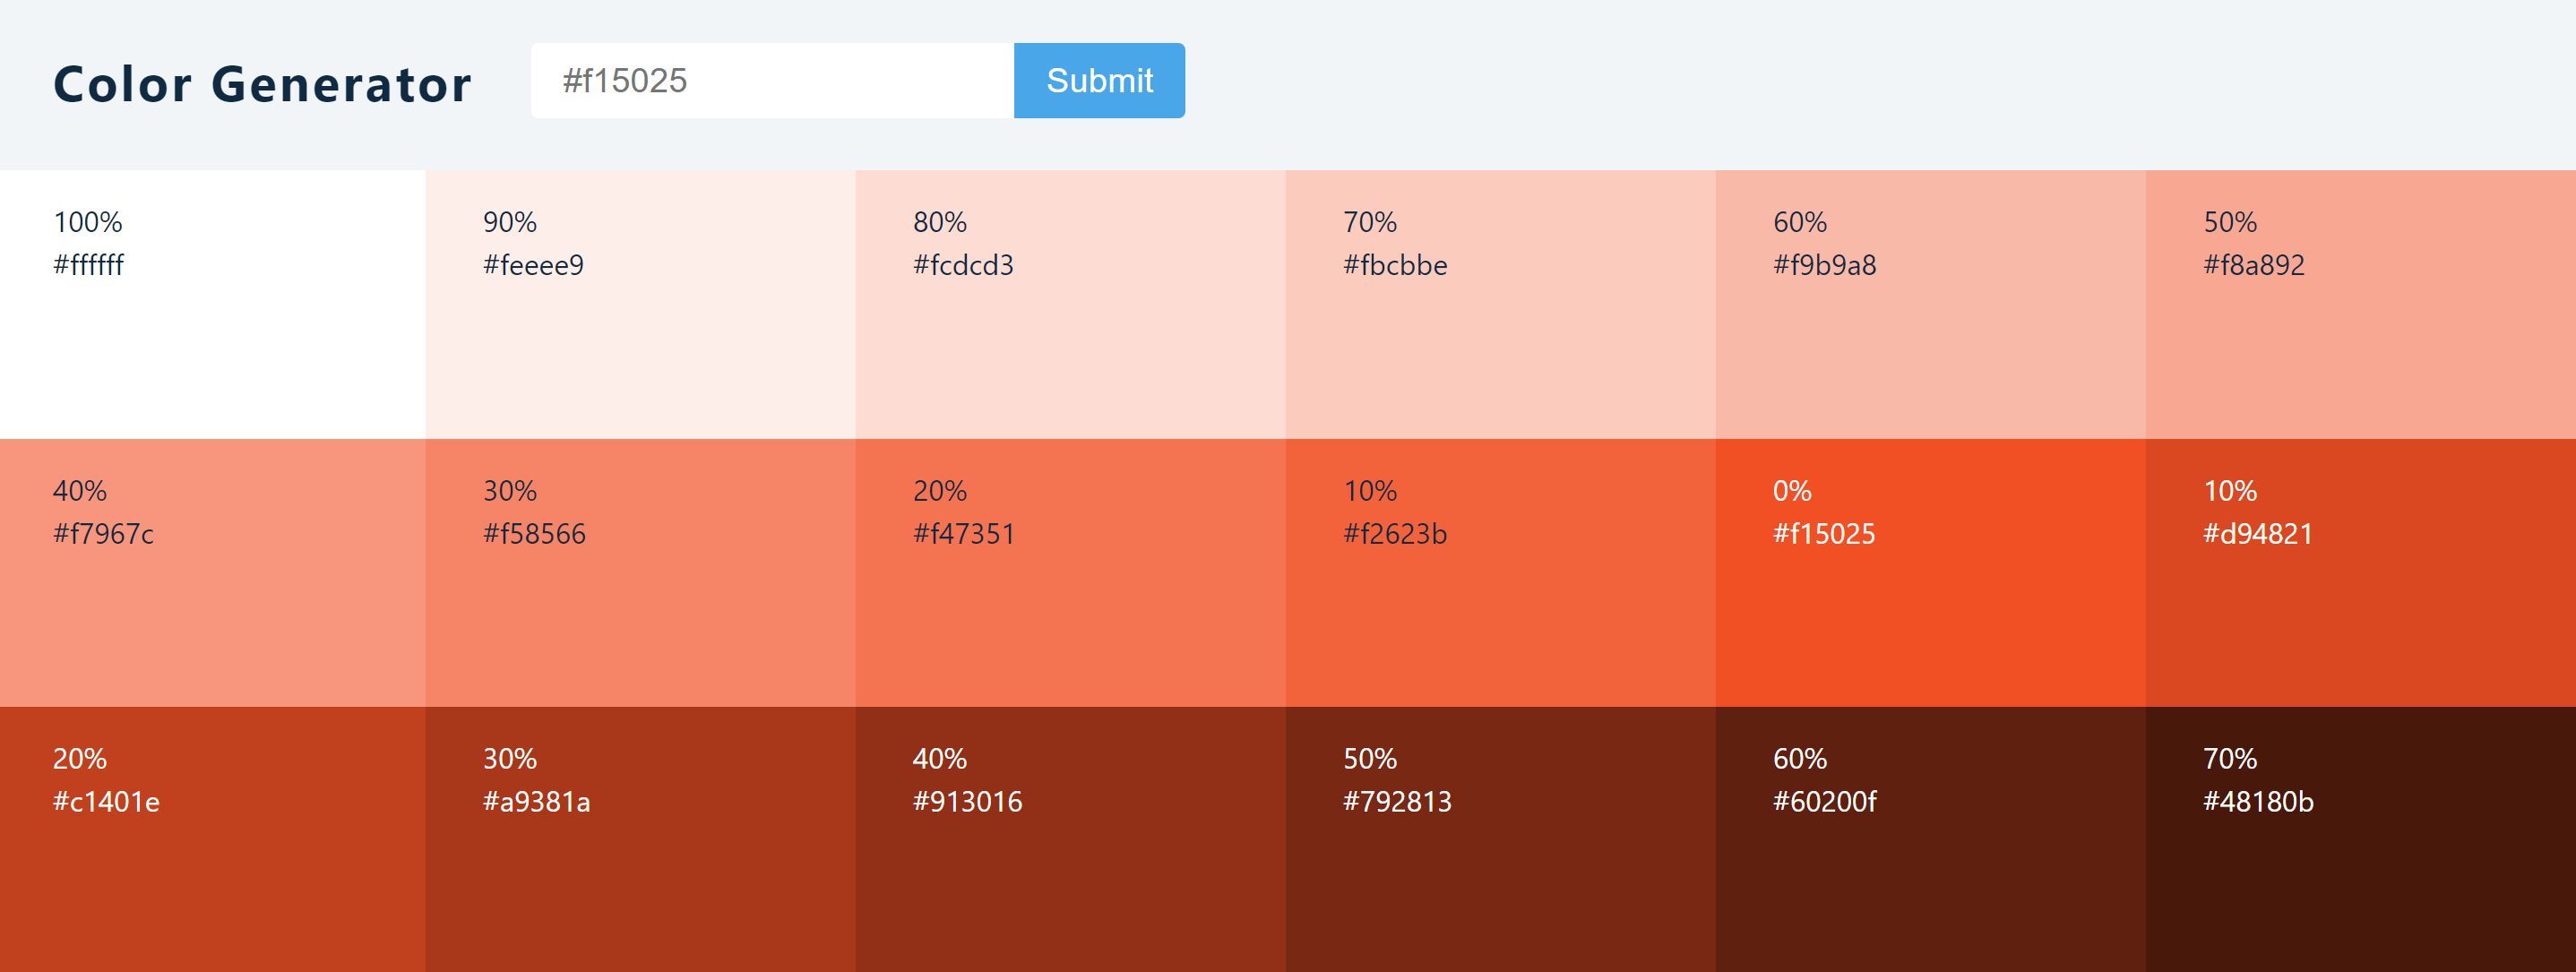 Color Generator
#f15025
Submit
100%
#ffffff
90%
#feeee9
80%
#fcdcd3
70%
#fbcbbe
60%
#f9b9a8
50%
#f8a892
40%
#f7967c
30%
#f58566
20%
#f47351
10%
#f2623b
0%
#f15025
10%
#d94821
20%
#c1401e
30%
#a9381a
40%
#913016
50%
#792813
60%
#60200f
70%
#48180b